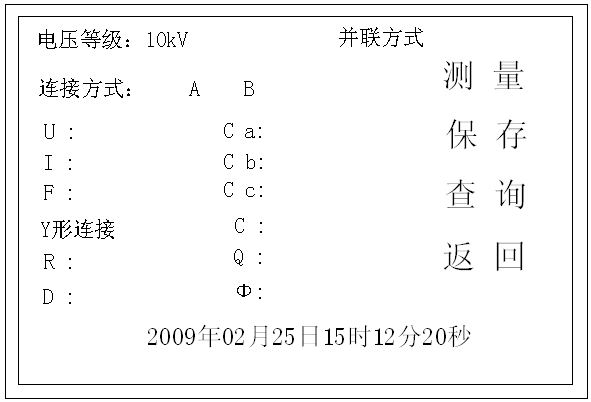 电压等级：10kV 并联方式
连接方式： A B 测 量
U : C a:
I : C b: 保 存
F : C c: 查 询
Y形连接 C :
R : Q : 返 回
D : Φ:
2009年02月25日15时12分20秒